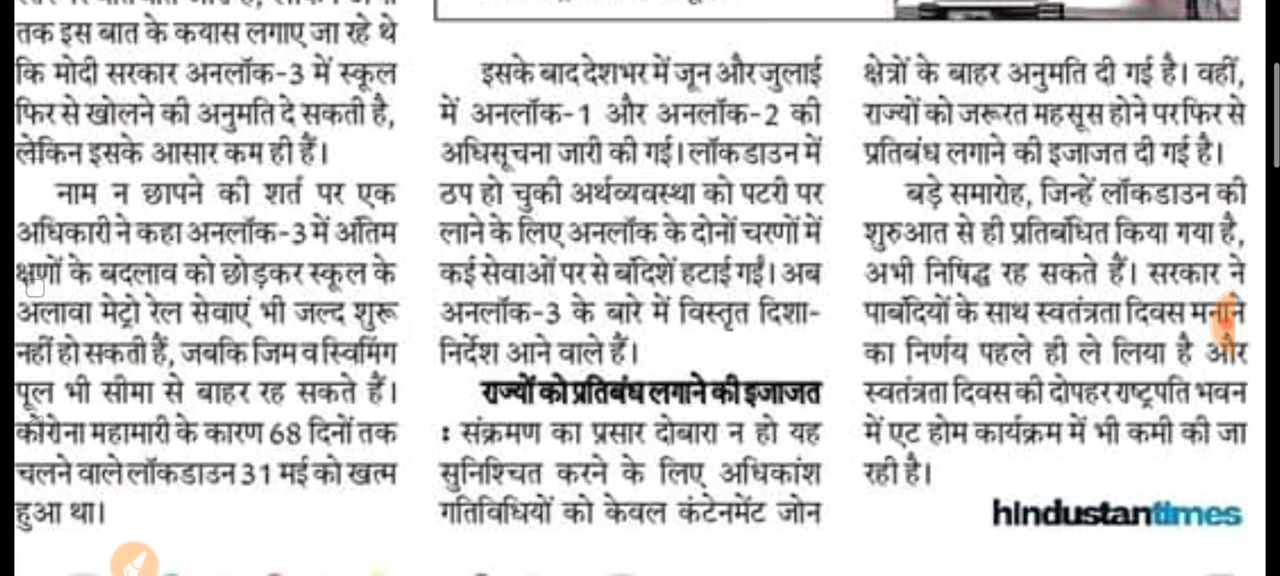 तक इस बात के कयास लगाए जा रहे थे
कि मोदी सरकार अनलॉक-3 में स्कूल
फिर से खोलने की अनुमति दे सकती है,
लेकिन इसके आसार कम ही हैं।
नाम न छापने की शर्त पर एक
अधिकारी ने कहा अनलॉक-3 में अंतिम
क्षणों के बदलाव को छोड़कर स्कूल के
अलावा मेट्रो रेल सेवाएं भी जल्द शुरू
नहीं हो सकती हैं, जबकि जिम व स्विमिंग
पूल भी सीमा से बाहर रह सकते हैं।
कोरोना महामारी के कारण 68 दिनों तक
चलने वाले लॉकडाउन 31 मई को खत्म
हुआ था।
इसके बाद देशभर में जून और जुलाई
में अनलॉक-1 और अनलॉक-2 की
अधिसूचना जारी की गई। लॉकडाउन में
ठप हो चुकी अर्थव्यवस्था को पटरी पर
लाने के लिए अनलॉक के दोनों चरणों में
कई सेवाओं पर से बंदिशें हटाई गईं। अब
अनलॉक-3 के बारे में विस्तृत दिशा-
निर्देश आने वाले हैं।
राज्यों को प्रतिबंध लगाने की इजाजत
: संक्रमण का प्रसार दोबारा न हो यह
सुनिश्चित करने के लिए अधिकांश
गतिविधियों को केवल कंटेनमेंट जोन
क्षेत्रों के बाहर अनुमति दी गई है। वहीं,
राज्यों को जरूरत महसूस होने पर फिर से
प्रतिबंध लगाने की इजाजत दी गई है।
बड़े समारोह, जिन्हें लॉकडाउन की
शुरुआत से ही प्रतिबंधित किया गया है,
अभी निषिद्ध रह सकते हैं। सरकार ने
पाबंदियों के साथ स्वतंत्रता दिवस मनाने
का निर्णय पहले ही ले लिया है और
स्वतंत्रता दिवस की दोपहर राष्ट्रपति भवन
में एट होम कार्यक्रम में भी कमी की जा
रही है।
hindustantimes